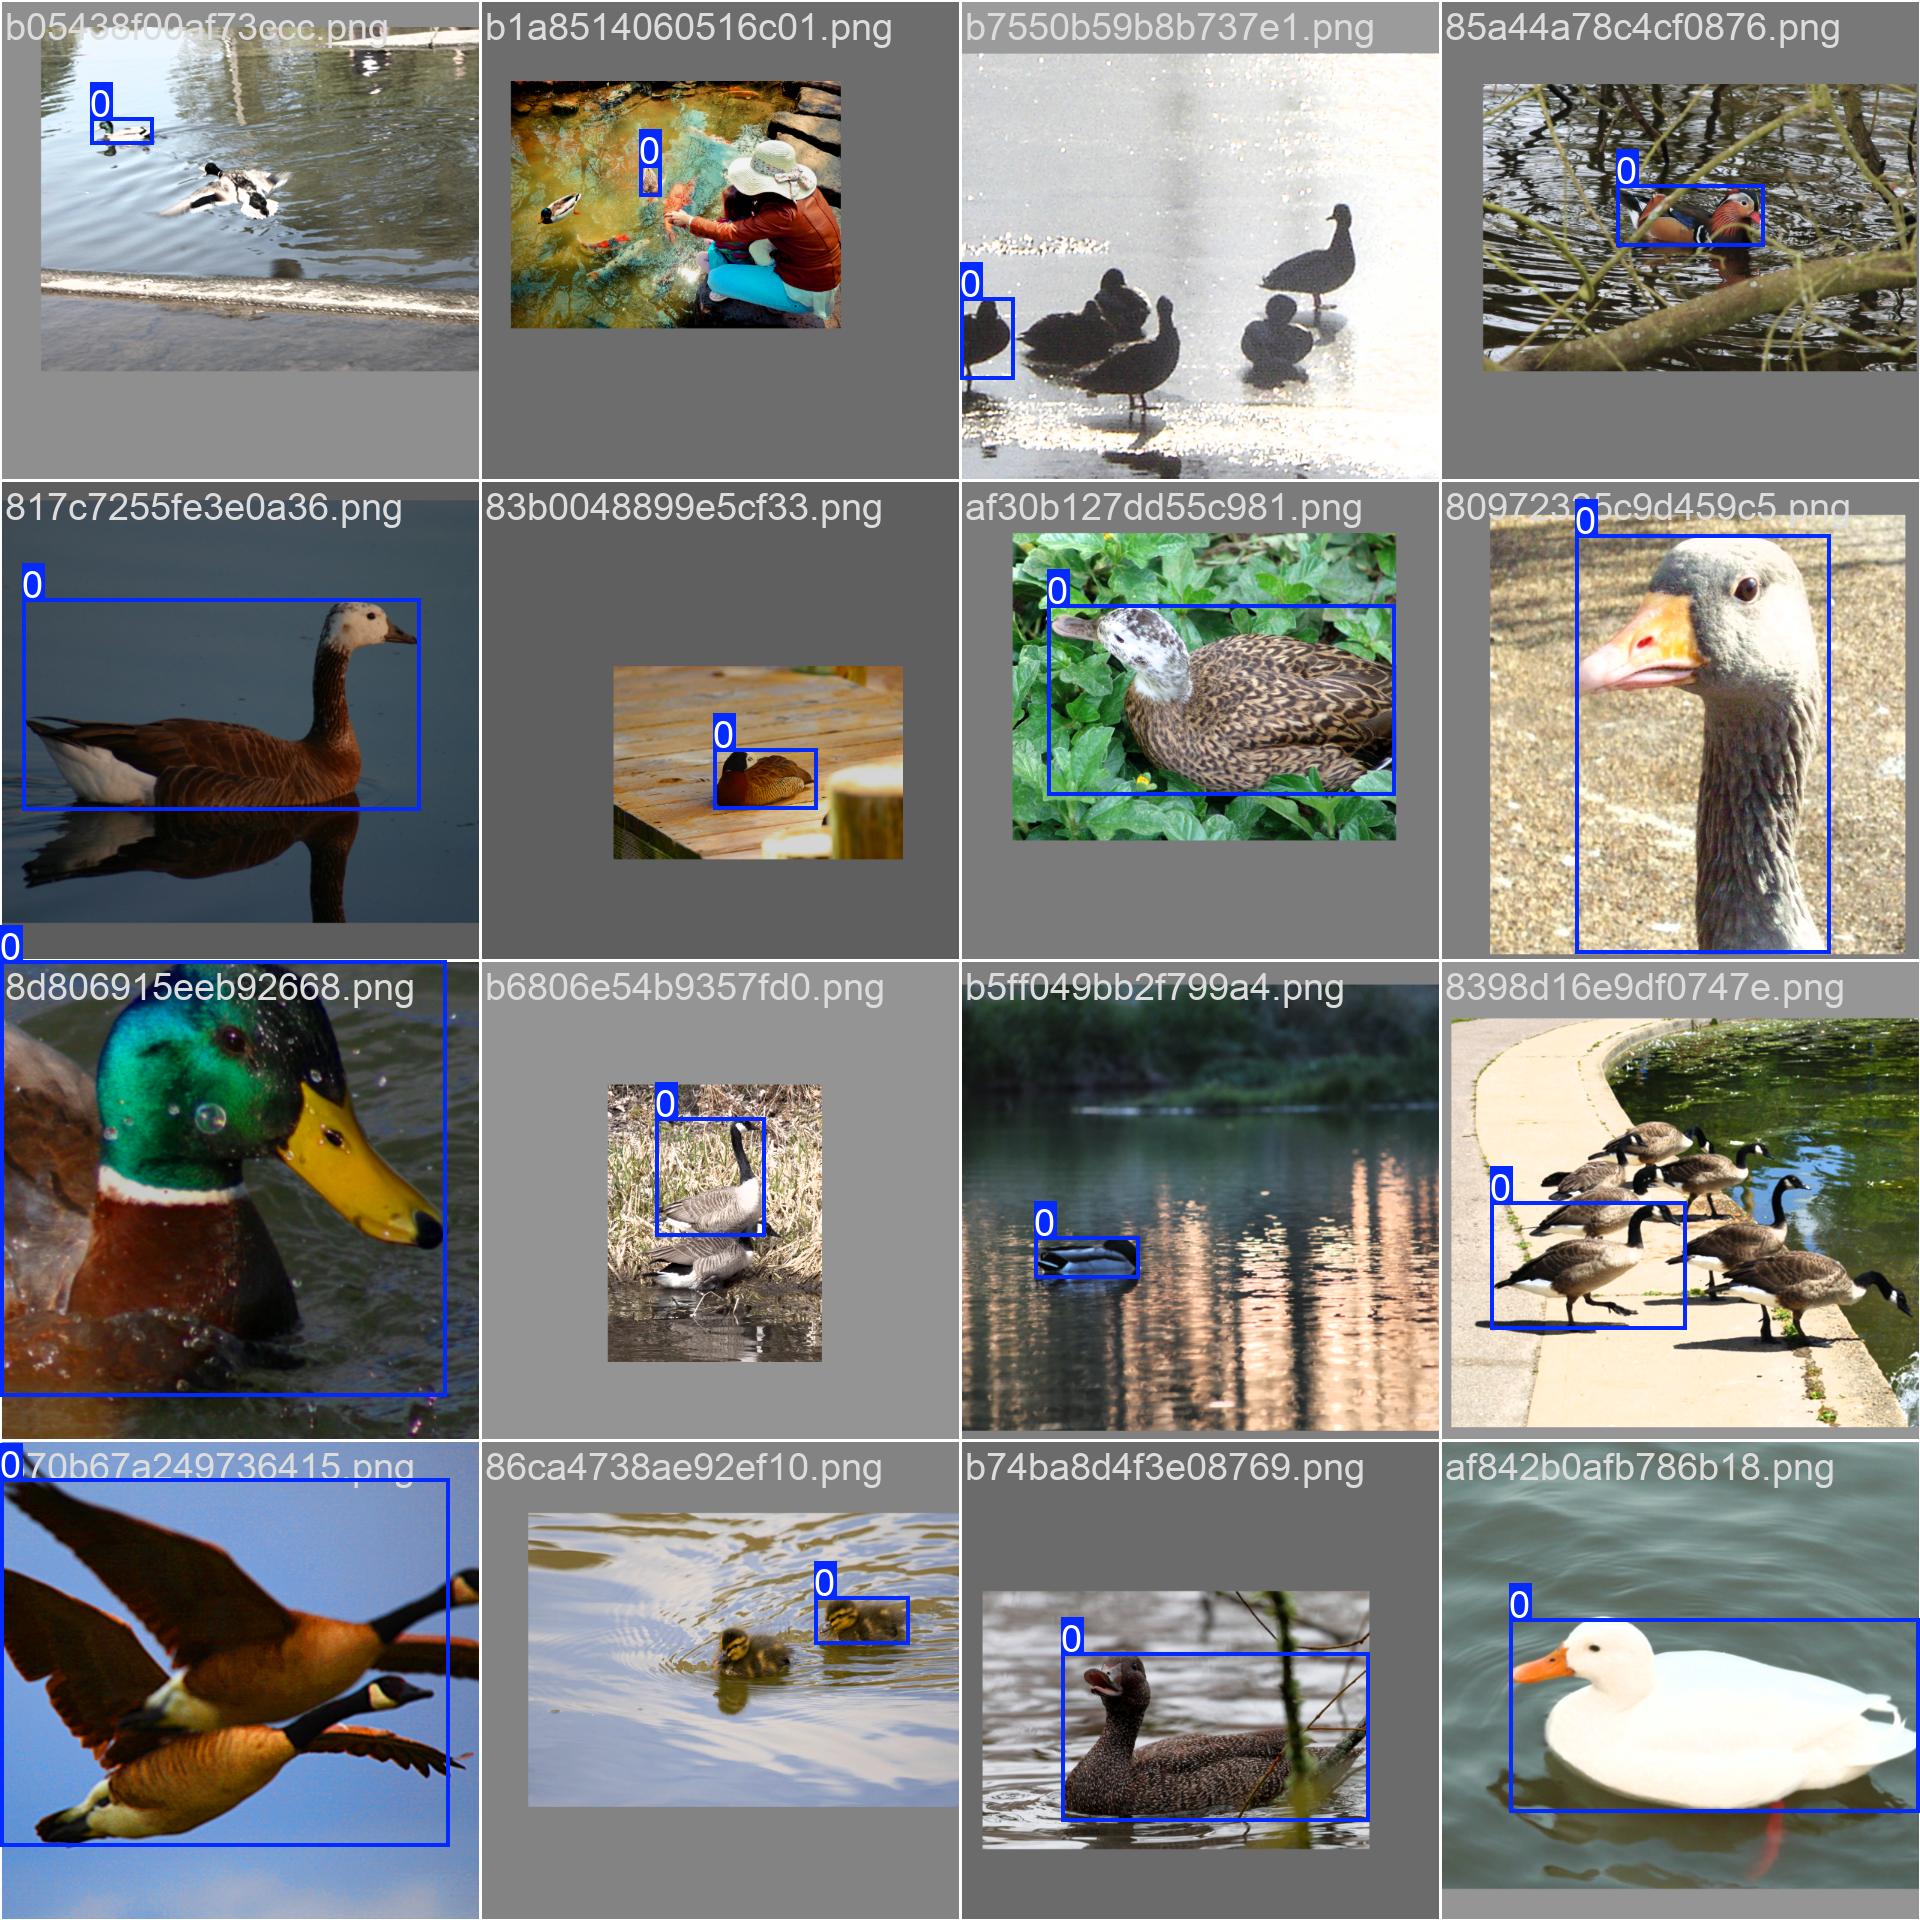 b05438f00af73ccc.png
b1a8514060516c01.png
b7550b59b8b737e1.png
85a44a78c4cf0876.png
0
0
0
0
817c7255fe3e0a36.png
83b0048899e5cf33.png
af30b127dd55c981.png
0
0
0
0
8d806915eeb92668.png
b6806e54b9357fd0.png
b5ff049bb2f799a4.png
8398d16e9df0747e.png
0
0
0
0
70b67a249736415.png
86ca4738ae92ef10.png
b74ba8d4f3e08769.png
af842b0afb786b18.png
0
0
0
0